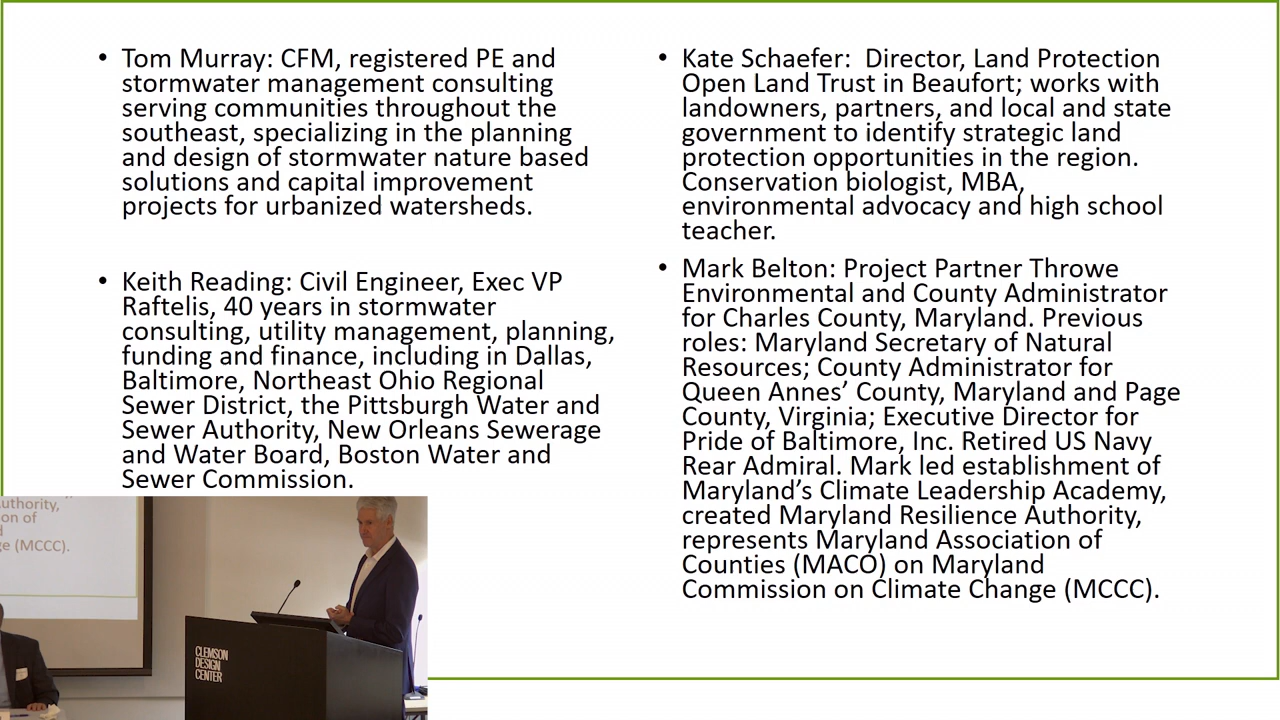 • Tom Murray: CFM, registered PE and
stormwater management consulting
serving communities throughout the
southeast, specializing in the planning
and design of stormwater nature based
solutions and capital improvement
projects for urbanized watersheds.
• Keith Reading: Civil Engineer, Exec VP
Raftelis, 40 years in stormwater
consulting, utility management, planning,
funding and finance, including in Dallas,
Baltimore, Northeast Ohio Regional
Sewer District, the Pittsburgh Water and
Sewer Authority, New Orleans Sewerage
and Water Board, Boston Water and
Sewer Commission.
• Kate Schaefer:  Director, Land Protection
Open Land Trust in Beaufort; works with
landowners, partners, and local and state
government to identify strategic land
protection opportunities in the region.
Conservation biologist, MBA,
environmental advocacy and high school
teacher.
• Mark Belton: Project Partner Throwe
Environmental and County Administrator
for Charles County, Maryland. Previous
roles: Maryland Secretary of Natural
Resources; County Administrator for
Queen Annes’ County, Maryland and Page
County, Virginia; Executive Director for
Pride of Baltimore, Inc. Retired US Navy
Rear Admiral. Mark led establishment of
Maryland’s Climate Leadership Academy,
created Maryland Resilience Authority,
represents Maryland Association of
Counties (MACO) on Maryland
Commission on Climate Change (MCCC).
uthority,
on of
d
ge (MCCC).
CLEMSON
DESIGN
CENTER